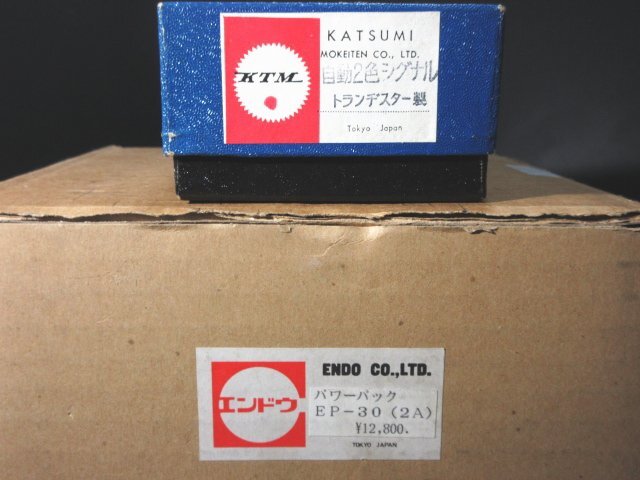 KATSUMI
MOKEITEN CO., LTD.
KTM
自動2色シグナル
トランヂスター製
Tokyo Japan
ENDO CO.,LTD.
エンドウ
パワーパック
EP-30(2A)
¥12,800.
TOKYO JAPAN